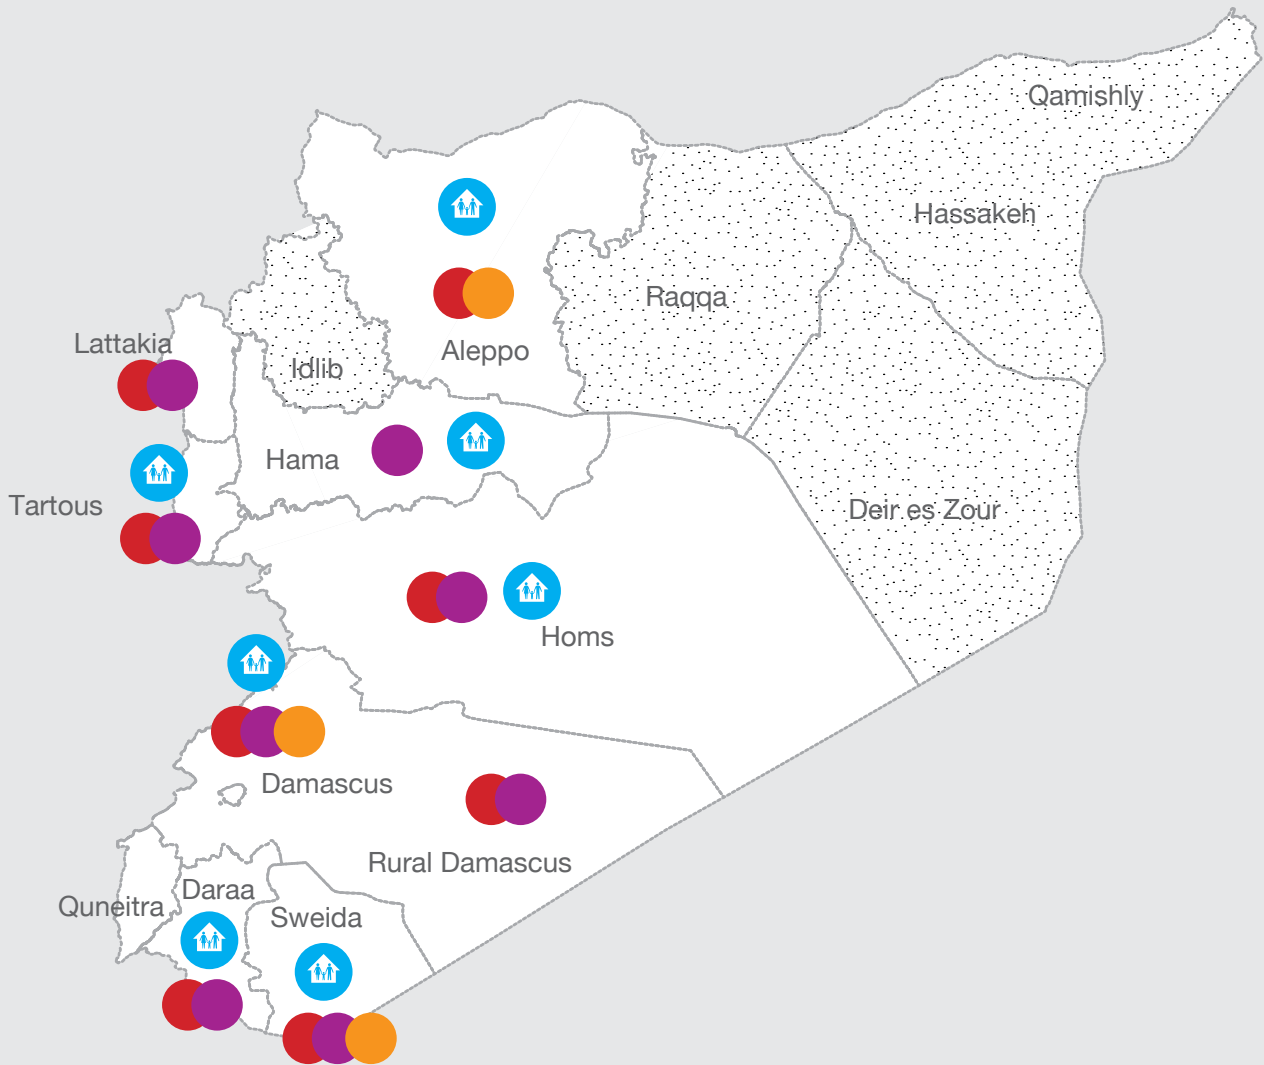 Qamishly
Hassakeh
Raqqa
Lattakia
Aleppo
Idlib
Hama
Tartous
Deir es Zour
Homs
Damascus
Rural Damascus
Daraa
Quneitra
Sweida